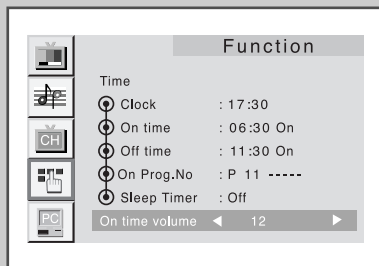 Function
Time
Clock : 17:30
On time : 06:30 On
Off time : 11:30 On
On Prog.No : P 11 -----
Sleep Timer : Off
On time volume ◀ 12 ▶
CH
PC